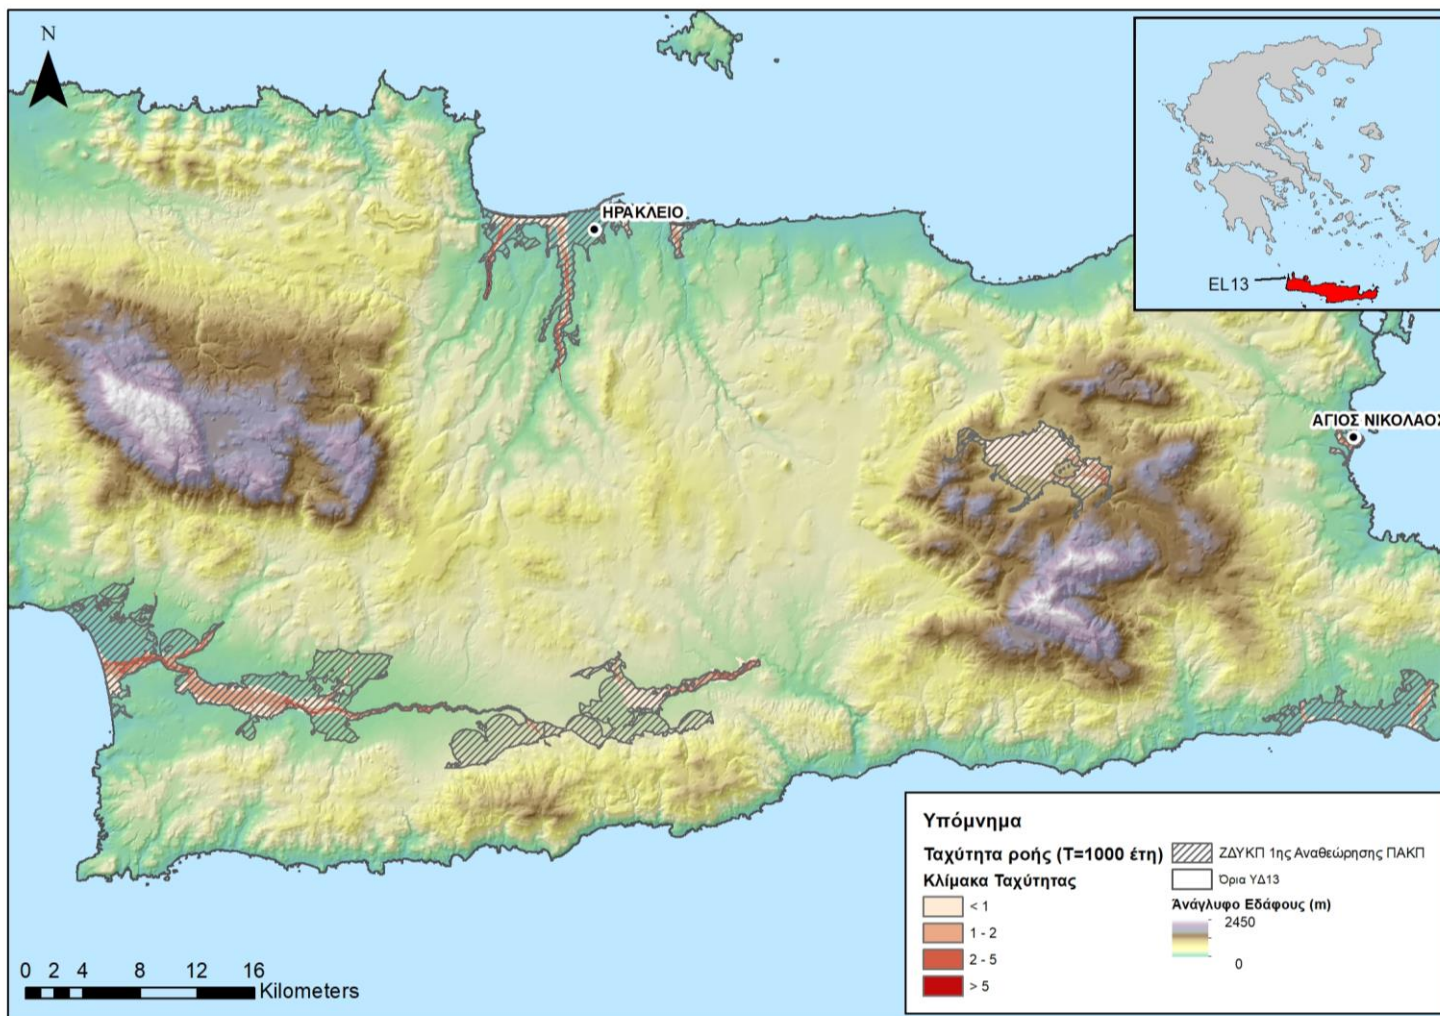 N
ΗΡΑΚΛΕΙΟ
EL13
ΑΓΙΟΣ ΝΙΚΟΛΑΟΣ
Υπόμνημα
Ταχύτητα ροής (T=1000 έτη)
Κλίμακα Ταχύτητας
< 1
1 - 2
2 - 5
> 5
ΖΔΥΚΠ 1ης Αναθεώρησης ΠΑΚΠ
Όρια ΥΔ13
Άνάγλυφο Εδάφους (m)
2450
0
0 2 4 8 12 16
Kilometers